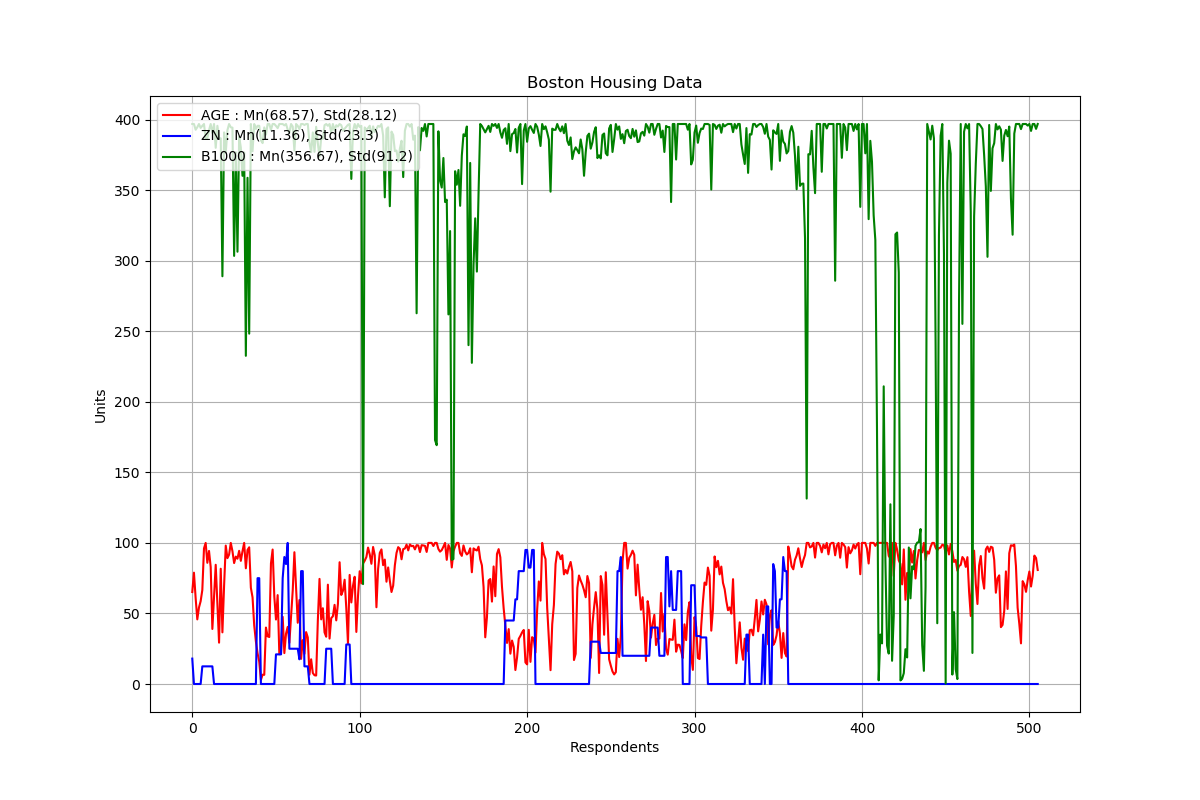 Boston Housing Data
AGE : Mn(68.57), Std(28.12)
ZN : Mn(11.36), Std(23.3)
B1000 : Mn(356.67), Std(91.2)
400
350
300
250
200
150
100
50
0
Units
0 100 200 300 400 500
Respondents